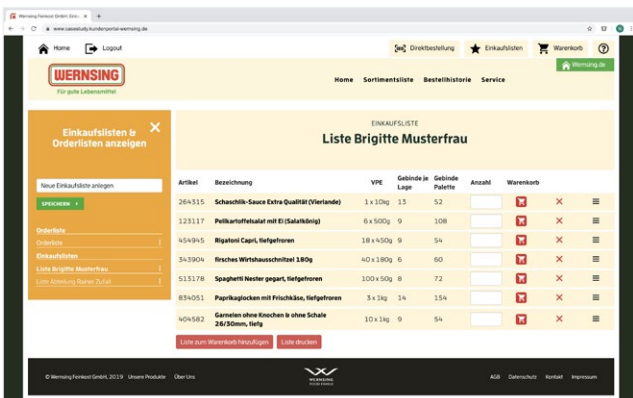 Wernsing Feinkost GmbH: Eink
casestudy.kundenportal-wernsing.de
Home Logout Direktbestellung Einkaufslisten Warenkorb
Wernsing.de
WERNSING
Für gute Lebensmittel
Home Sortimentsliste Bestellhistorie Service
Einkaufslisten &
Orderlisten anzeigen
Neue Einkaufsliste anlegen
SPEICHERN
Orderliste
Orderliste
Einkaufslisten
Liste Brigitte Musterfrau
Liste Abteilung Rainer Zufall
EINKAUFSLISTE
Liste Brigitte Musterfrau
Artikel Bezeichnung VPE Gebinde je Lage Gebinde Palette Anzahl Warenkorb
264315 Schaschlik-Sauce Extra Qualität (Vierlande) 1 x 10kg 13 52
123117 Pellkartoffelsalat mit Ei (Salatkönig) 6 x 500g 9 108
454945 Rigatoni Capri, tiefgefroren 18 x 450g 9 54
343904 firsches Wirtshausschnitzel 180g 40 x 180g 6 60
513178 Spaghetti Nester gegart, tiefgefroren 100 x 50g 8 72
834051 Paprikaglocken mit Frischkäse, tiefgefroren 3 x 1kg 14 154
404582 Garnelen ohne Knochen & ohne Schale 26/30mm, tiefg 10 x 1kg 9 54
Liste zum Warenkorb hinzufügen Liste drucken
© Wernsing Feinkost GmbH, 2019 Unsere Produkte Über Uns
WERNSING
FOOD FAMILY
AGB Datenschutz Kontakt Impressum